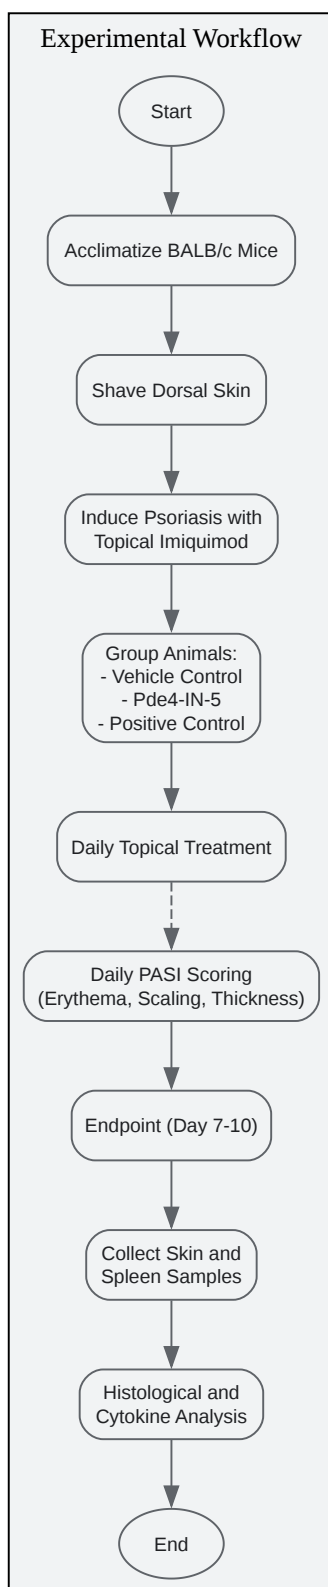 Experimental Workflow
Start
Acclimatize BALB/c Mice
Shave Dorsal Skin
Induce Psoriasis with
Topical Imiquimod
Group Animals:
- Vehicle Control
- Pde4-IN-5
- Positive Control
Daily Topical Treatment
Daily PASI Scoring
(Erythema, Scaling, Thickness)
Endpoint (Day 7-10)
Collect Skin and
Spleen Samples
Histological and
Cytokine Analysis
End